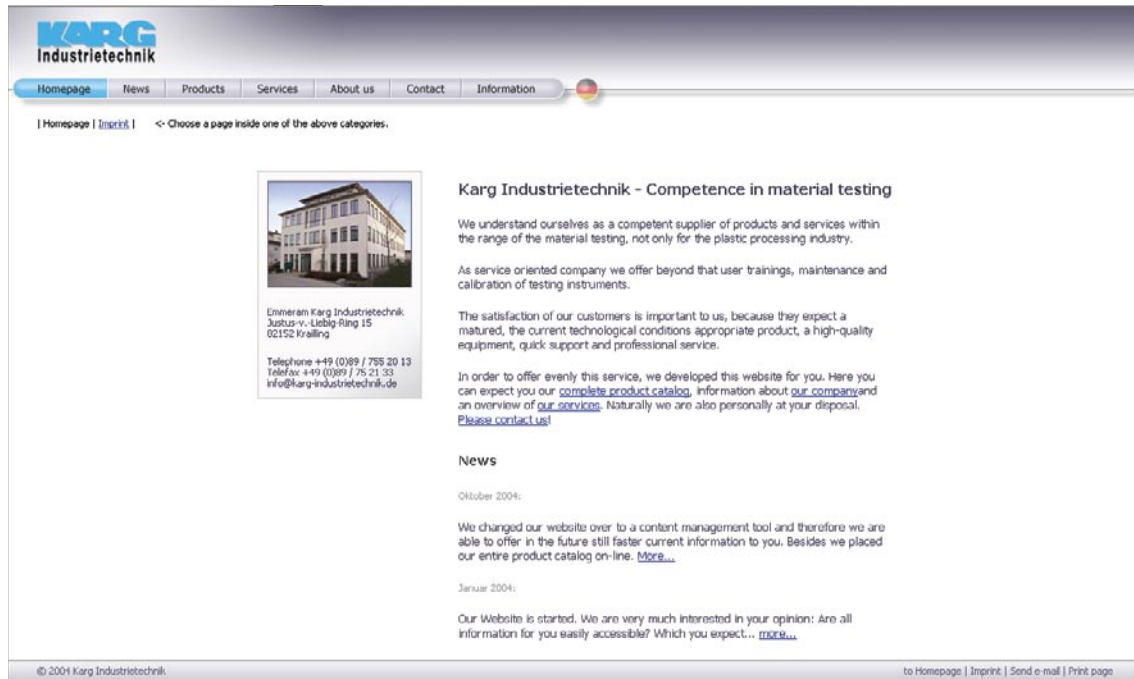 KARG
Industrietechnik
Homepage News Products Services About us Contact Information
| Homepage | Imprint | <- Choose a page inside one of the above categories.
Emmeram Karg Industrietechnik
Justus-v.-Liebig-Ring 15
82152 Krailling
Telephone +49 (0)89 / 755 20 13
Telefax +49 (0)89 / 75 21 33
info@karg-industrietechnik.de
Karg Industrietechnik - Competence in material testing
We understand ourselves as a competent supplier of products and services within
the range of the material testing, not only for the plastic processing industry.
As service oriented company we offer beyond that user trainings, maintenance and
calibration of testing instruments.
The satisfaction of our customers is important to us, because they expect a
matured, the current technological conditions appropriate product, a high-quality
equipment, quick support and professional service.
In order to offer evenly this service, we developed this website for you. Here you
can expect you our complete product catalog, information about our companyand
an overview of our services. Naturally we are also personally at your disposal.
Please contact us!
News
Oktober 2004:
We changed our website over to a content management tool and therefore we are
able to offer in the future still faster current information to you. Besides we placed
our entire product catalog on-line. More...
Januar 2004:
Our Website is started. We are very much interested in your opinion: Are all
information for you easily accessible? Which you expect... more...
© 2004 Karg Industrietechnik
to Homepage | Imprint | Send e-mail | Print page